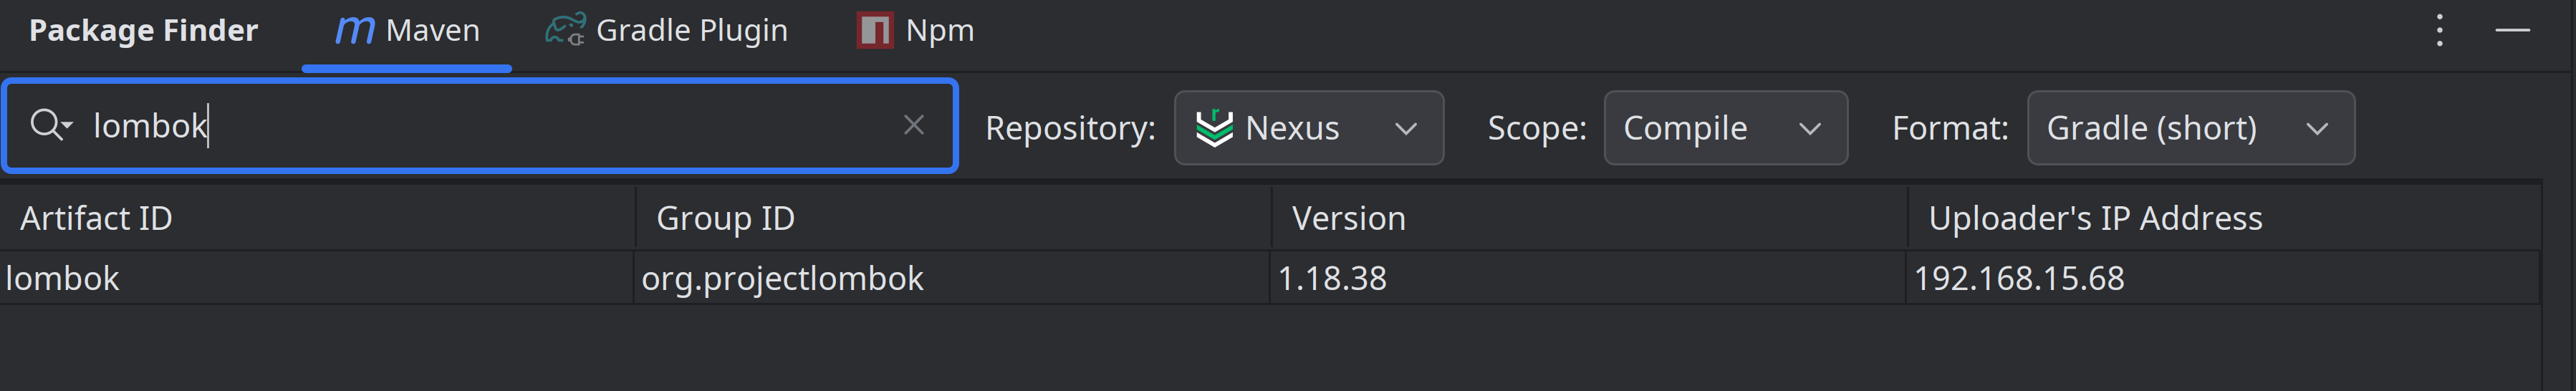 Package Finder m Maven Gradle Plugin Npm
lombok Repository: Nexus Scope: Compile Format: Gradle (short)
Artifact ID Group ID Version Uploader's IP Address
lombok org.projectlombok 1.18.38 192.168.15.68